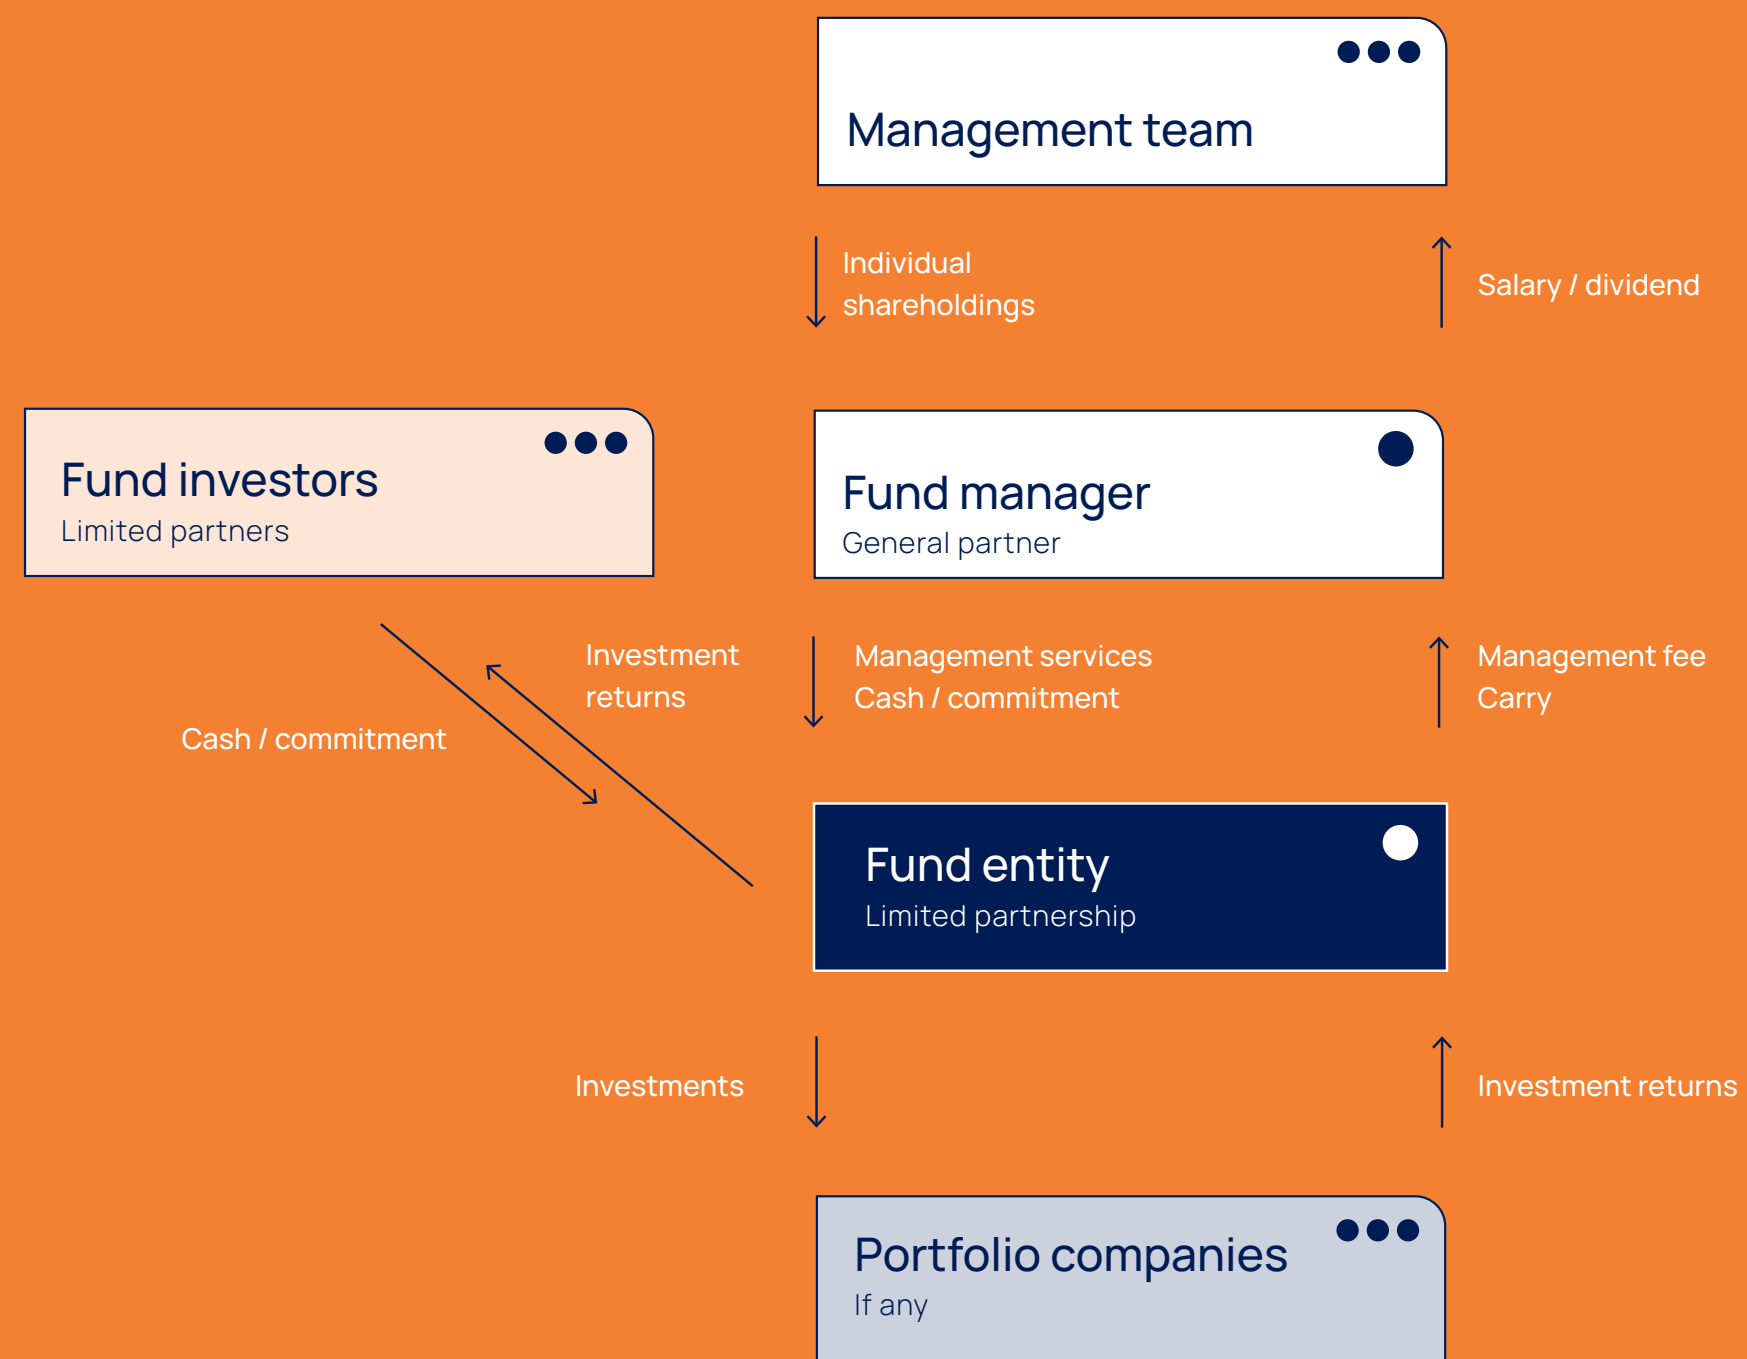 Management team
Individual
shareholdings
Salary / dividend
Fund investors
Limited partners
Fund manager
General partner
Investment
returns
Cash / commitment
Management services
Cash / commitment
Management fee
Carry
Fund entity
Limited partnership
Investments
Investment returns
Portfolio companies
If any